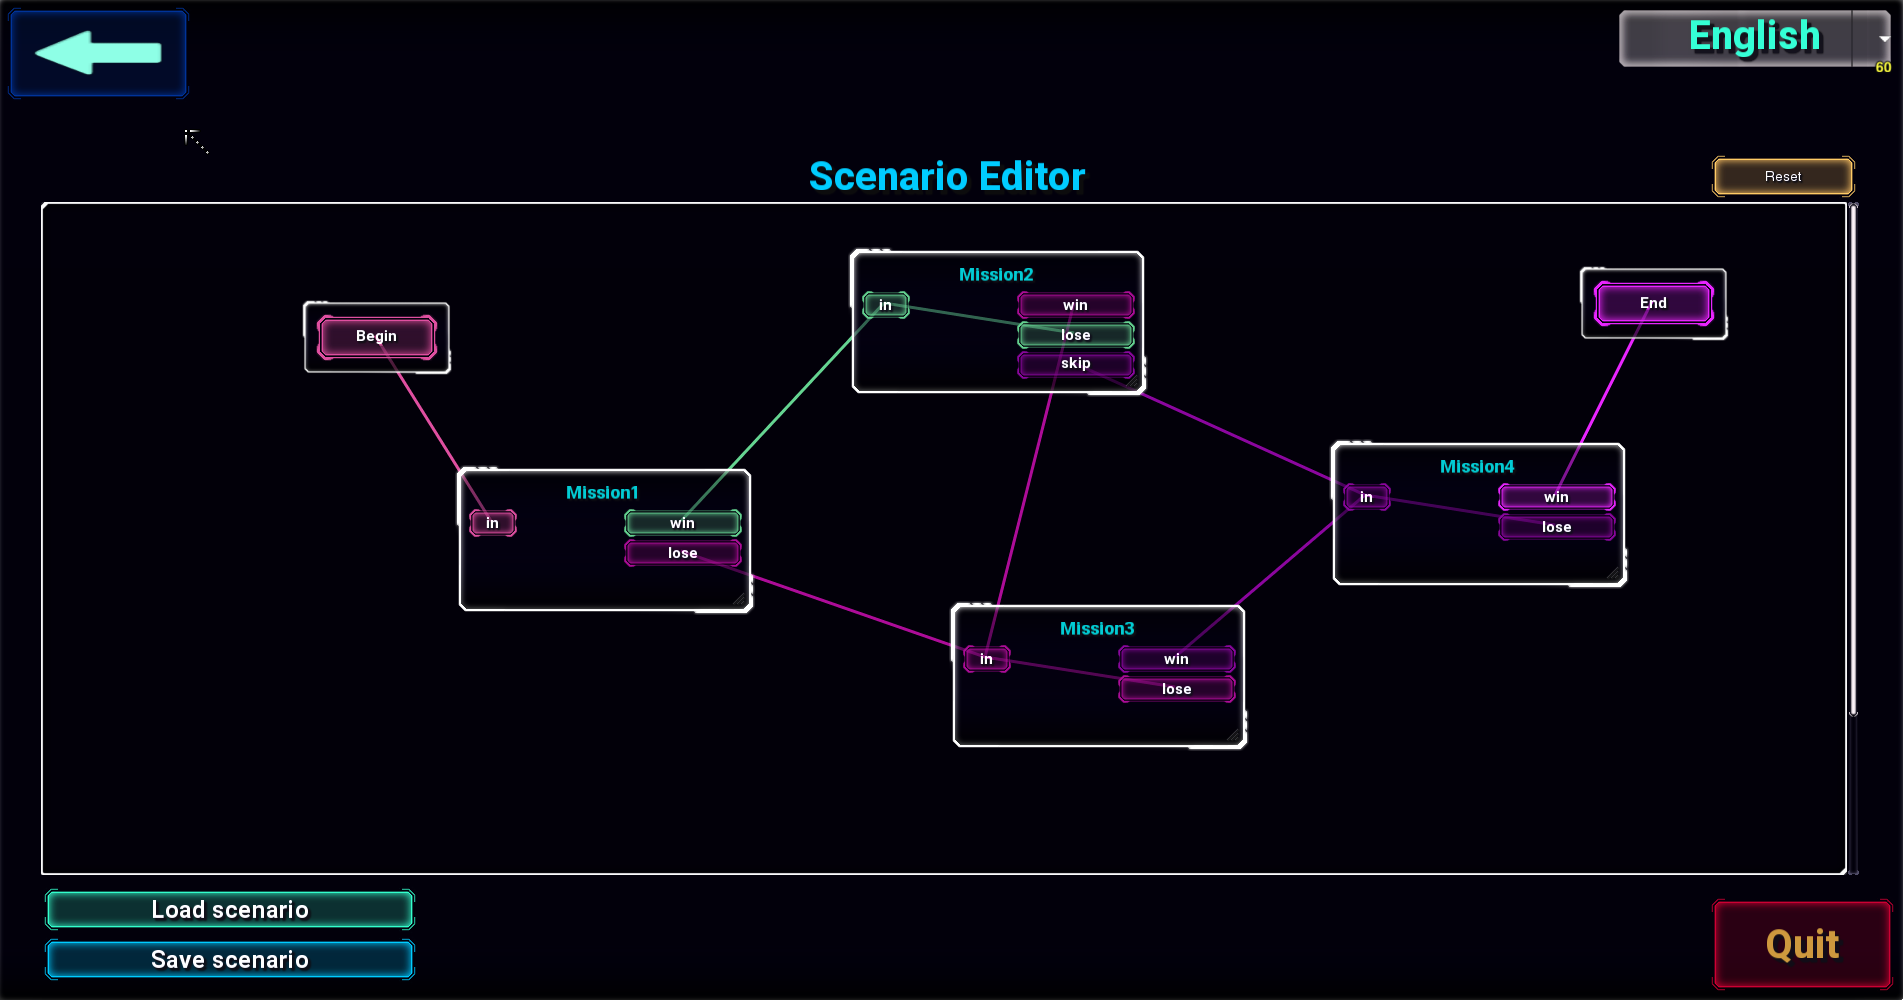 English
60
Scenario Editor
Reset
Begin
Mission2
in
win
lose
skip
End
Mission1
in
win
lose
Mission4
in
win
lose
Mission3
in
win
lose
Load scenario
Save scenario
Quit